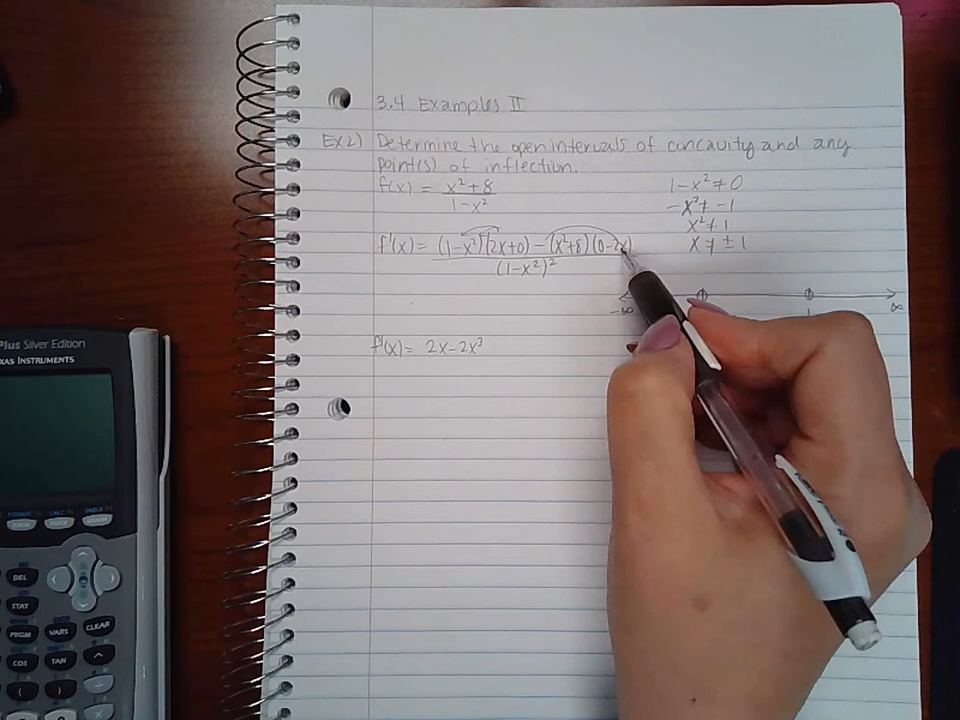 3.4 Examples II
Ex2) Determine the open intervals of concavity and any
point(s) of inflection.
f(x) = x²+8 / 1-x²
1-x² ≠ 0
-x² ≠ -1
x² ≠ 1
x ≠ ±1
f'(x) = (1-x²)(2x+0) - (x²+8)(0-2x) / (1-x²)²
-∞ ∞
f'(x) = 2x-2x³
Plus Silver Edition
TEXAS INSTRUMENTS
DEL
STAT
PRGM VARS CLEAR
COS TAN ^
( ) ÷